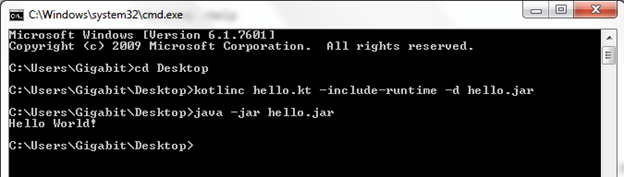 C:\Windows\system32\cmd.exe
Microsoft Windows [Version 6.1.7601]
Copyright (c) 2009 Microsoft Corporation.  All rights reserved.
C:\Users\Gigabit>cd Desktop
C:\Users\Gigabit\Desktop>kotlinc hello.kt -include-runtime -d hello.jar
C:\Users\Gigabit\Desktop>java -jar hello.jar
Hello World!
C:\Users\Gigabit\Desktop>